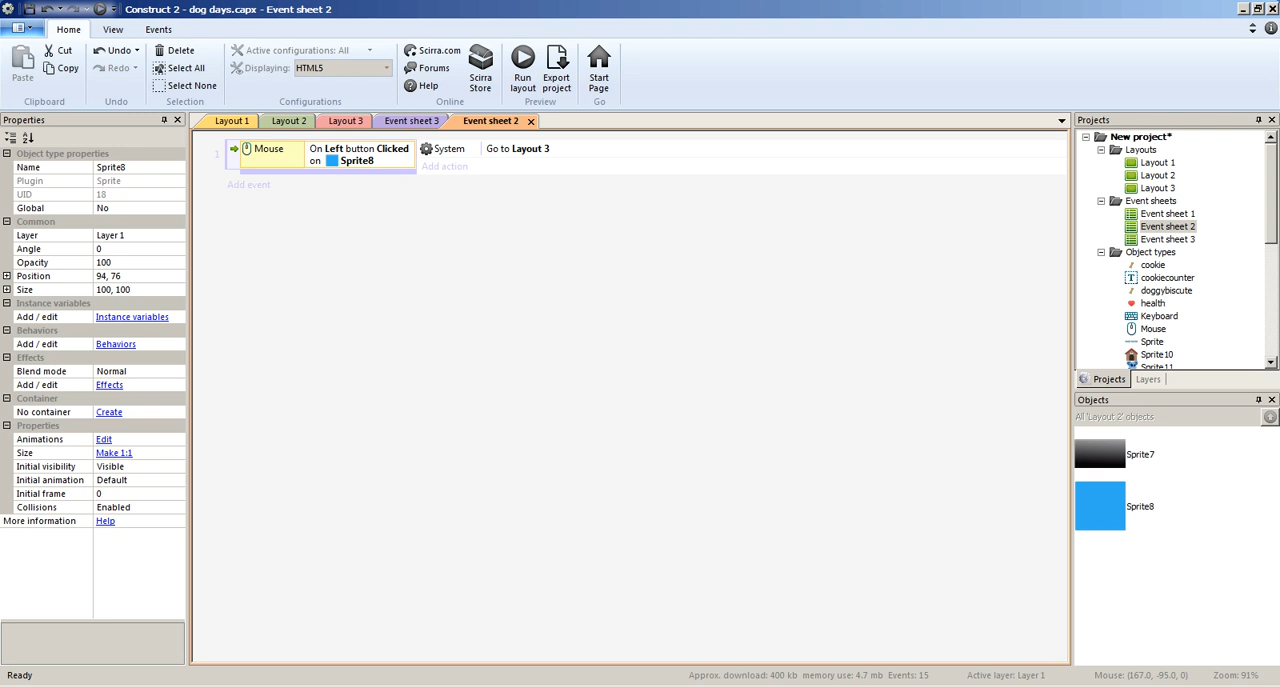 Construct 2 - dog days.capx - Event sheet 2
Home View Events
Paste
Cut
Copy
Clipboard
Undo
Redo
Undo
Delete
Select All
Select None
Selection
Active configurations: All
Displaying: HTML5
Configurations
Scirra.com
Forums
Help
Scirra
Store
Online
Run
layout
Export
project
Preview
Start
Page
Go
Properties
Object type properties
Name Sprite8
Plugin Sprite
UID 18
Global No
Common
Layer Layer 1
Angle 0
Opacity 100
Position 94, 76
Size 100, 100
Instance variables
Add / edit Instance variables
Behaviors
Add / edit Behaviors
Effects
Blend mode Normal
Add / edit Effects
Container
No container Create
Properties
Animations Edit
Size Make 1:1
Initial visibility Visible
Initial animation Default
Initial frame 0
Collisions Enabled
More information Help
Layout 1 Layout 2 Layout 3 Event sheet 3 Event sheet 2
1 Mouse On Left button Clicked
on Sprite8
System Go to Layout 3
Add action
Add event
Projects
New project*
Layouts
Layout 1
Layout 2
Layout 3
Event sheets
Event sheet 1
Event sheet 2
Event sheet 3
Object types
cookie
cookiecounter
doggybiscute
health
Keyboard
Mouse
Sprite
Sprite10
Sprite11
Projects Layers
Objects
All 'Layout 2' objects
Sprite7
Sprite8
Ready Approx. download: 400 kb memory use: 4.7 mb Events: 15 Active layer: Layer 1 Mouse: (167.0, -95.0, 0) Zoom: 91%